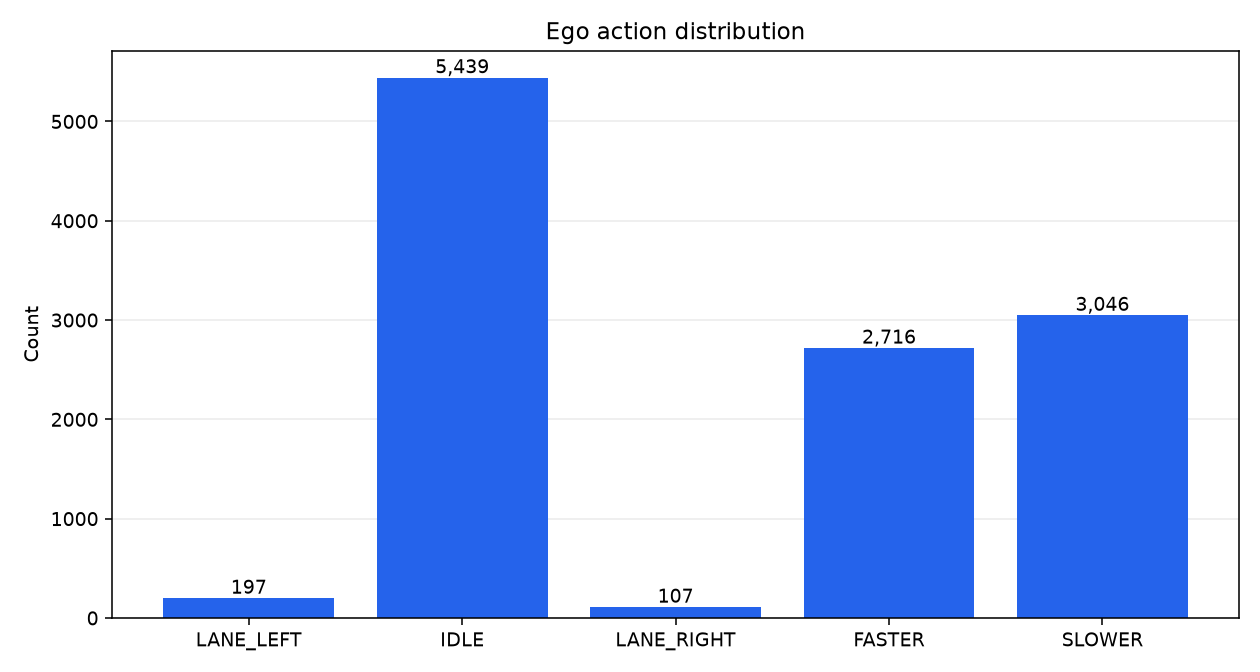 Ego action distribution
Count
5000
4000
3000
2000
1000
0
197
5,439
107
2,716
3,046
LANE_LEFT
IDLE
LANE_RIGHT
FASTER
SLOWER